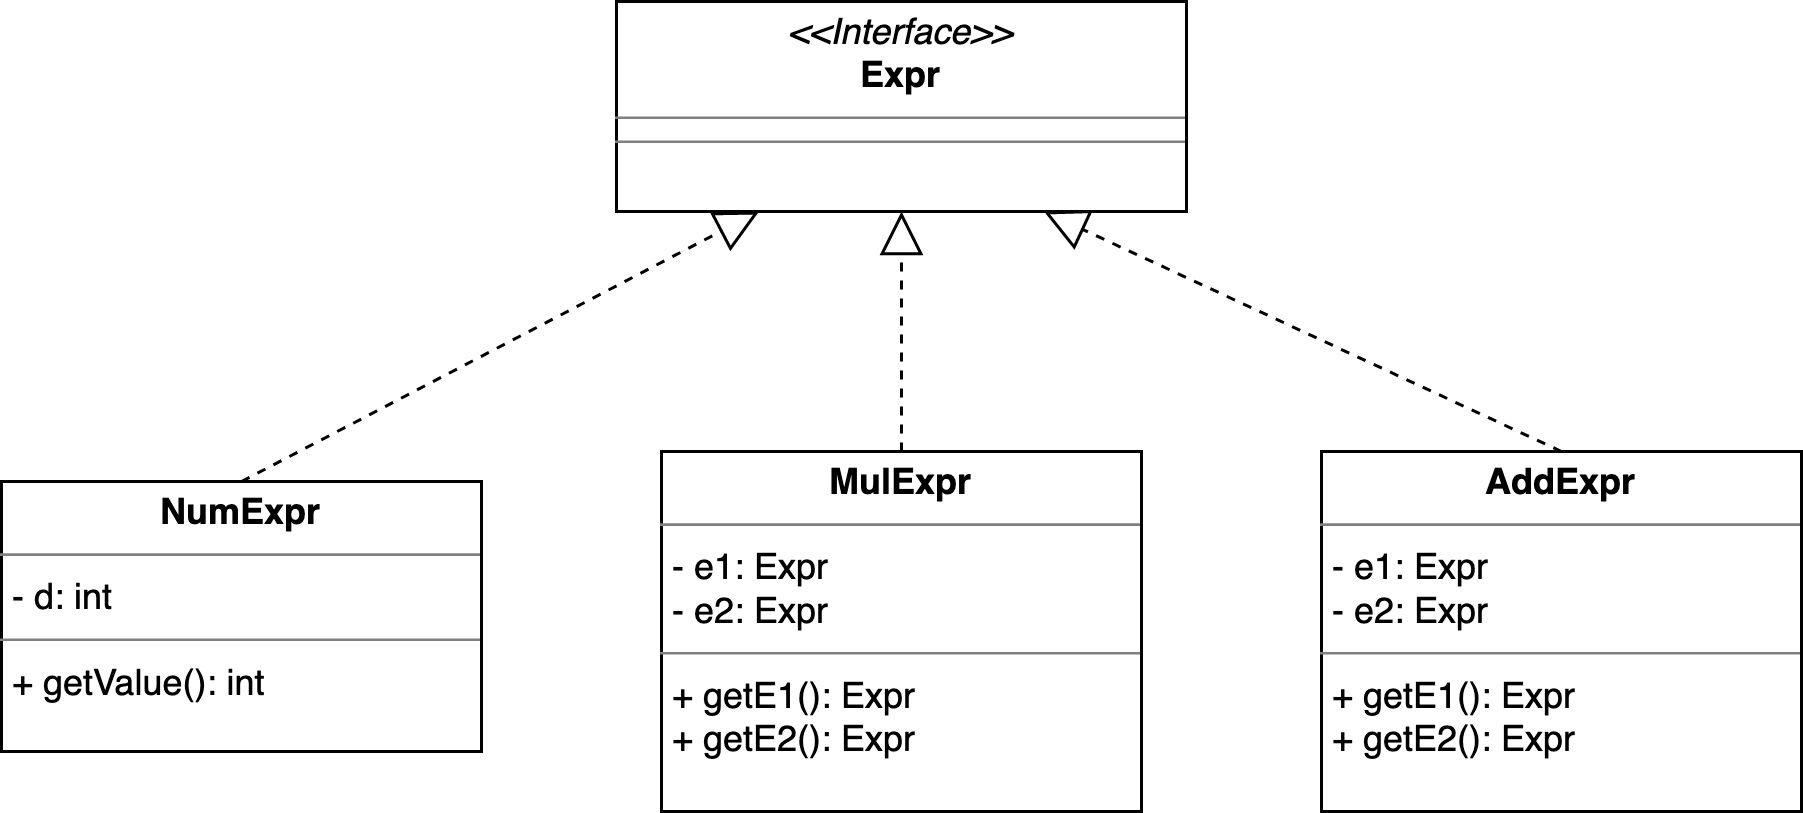 <<Interface>>
Expr
NumExpr
- d: int
+ getValue(): int
MulExpr
- e1: Expr
- e2: Expr
+ getE1(): Expr
+ getE2(): Expr
AddExpr
- e1: Expr
- e2: Expr
+ getE1(): Expr
+ getE2(): Expr